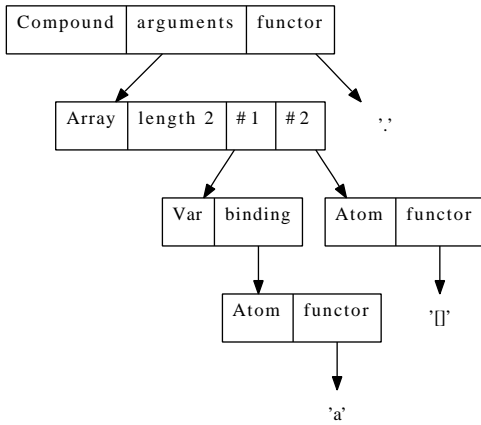 Compound arguments functor
Array length 2 #1 #2 '.'
Var binding Atom functor
Atom functor '[]'
'a'